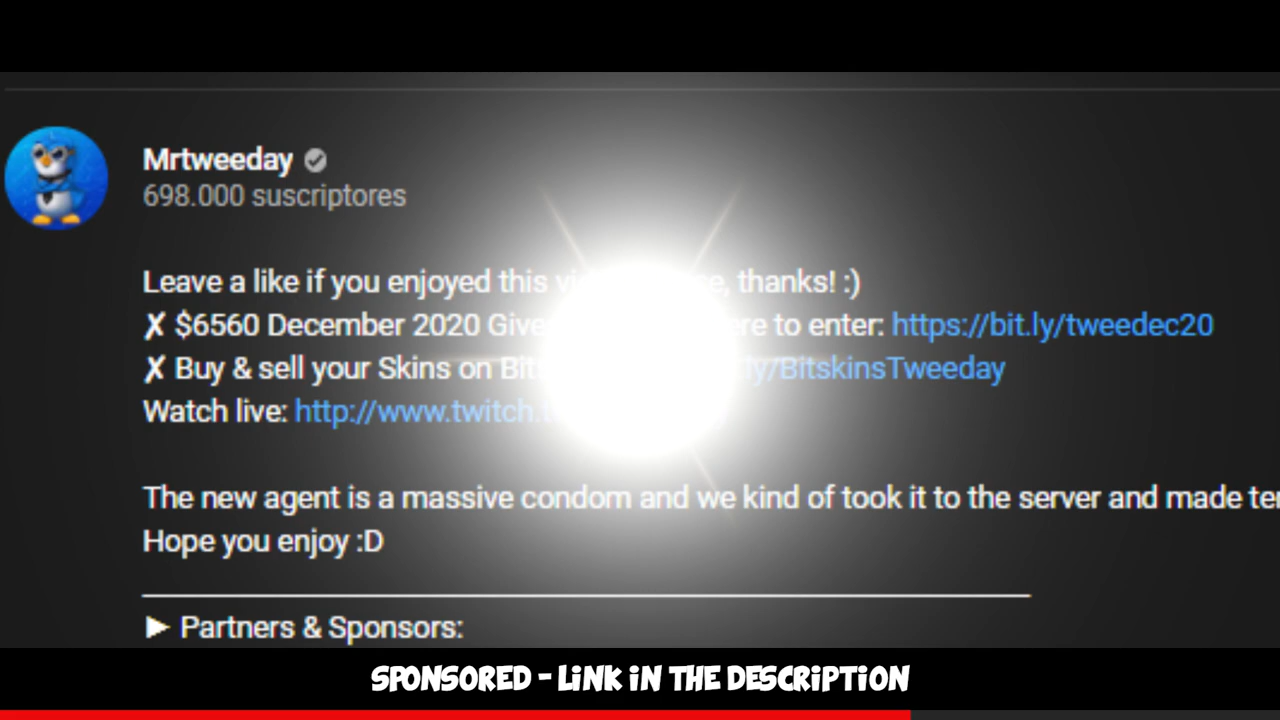 Mrtweeday
698.000 suscriptores
Leave a like if you enjoyed this thanks! :)
✗ $6560 December 2020 to enter: https://bit.ly/tweedec20
✗ Buy & sell your Skins on ly/BitskinsTweeday
Watch live: http://www.twitch.
The new agent is a massive condom and we kind of took it to the server and made
Hope you enjoy :D
► Partners & Sponsors:
SPONSORED - LINK IN THE DESCRIPTION